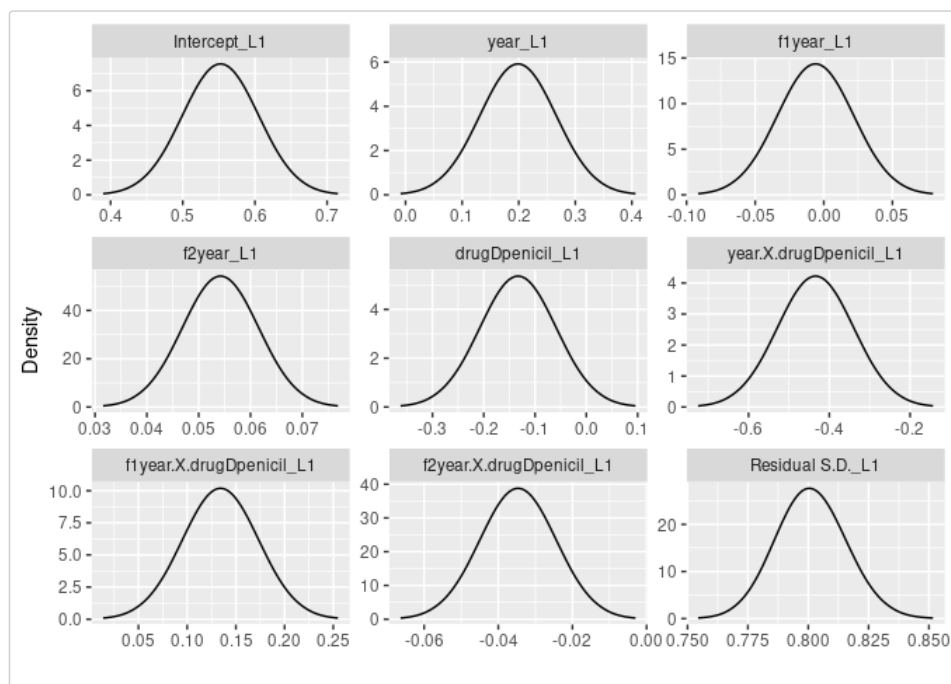 Intercept_L1
year_L1
f1year_L1
6
4
2
0
6
4
2
0
15
10
5
0
0.4 0.5 0.6 0.7
0.0 0.1 0.2 0.3 0.4
-0.10 -0.05 0.00 0.05
f2year_L1
drugDpenicil_L1
year.X.drugDpenicil_L1
40
20
0
4
2
0
4
3
2
1
0
0.03 0.04 0.05 0.06 0.07
-0.3 -0.2 -0.1 0.0 0.1
-0.6 -0.4 -0.2
Density
f1year.X.drugDpenicil_L1
f2year.X.drugDpenicil_L1
Residual S.D._L1
10.0
7.5
5.0
2.5
0.0
40
30
20
10
0
20
10
0
0.05 0.10 0.15 0.20 0.25
-0.06 -0.04 -0.02 0.00
0.750 0.775 0.800 0.825 0.850